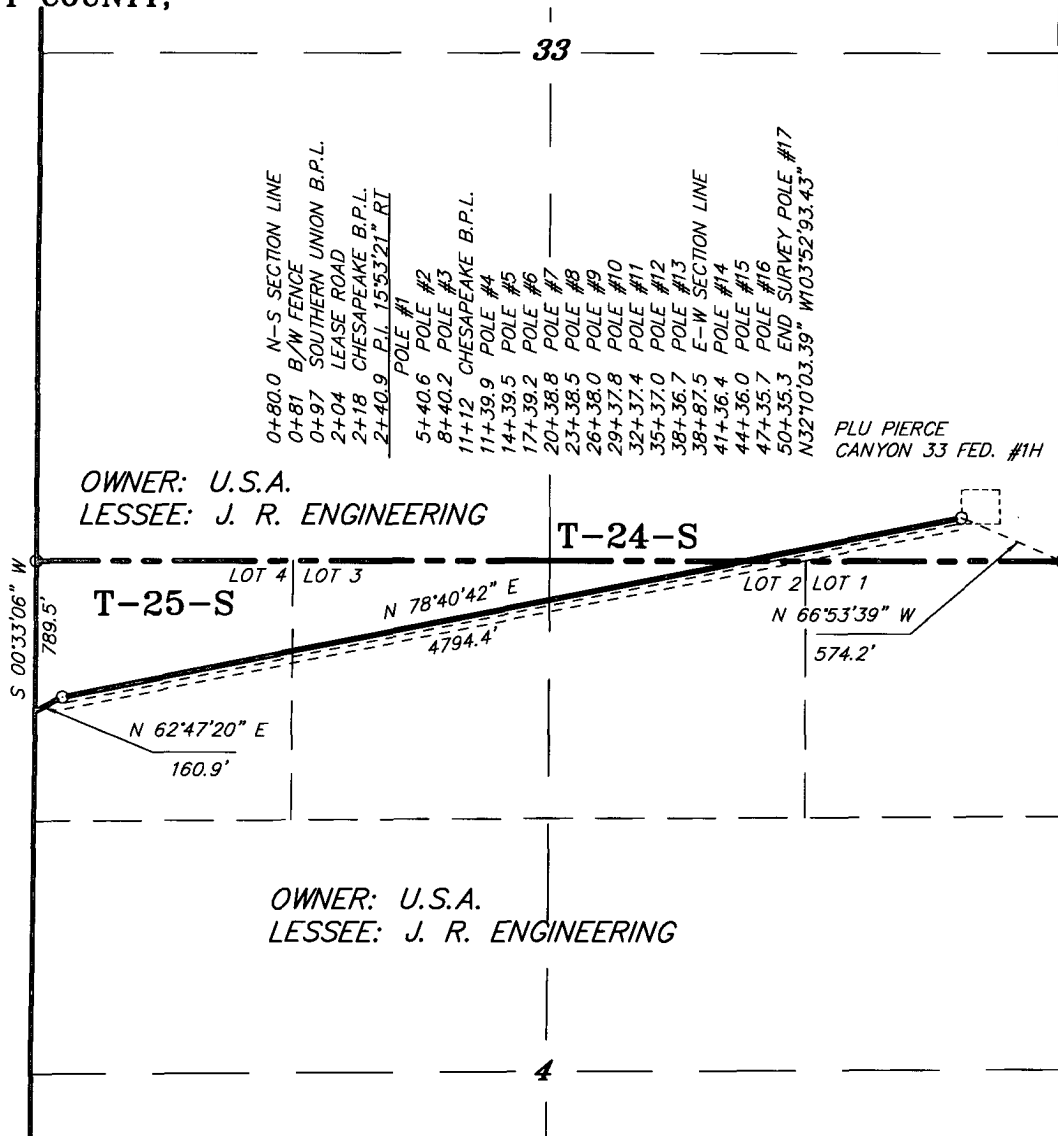 T COUNTY,
33
0+80.0 N-S SECTION LINE
0+81 B/W FENCE
0+97 SOUTHERN UNION B.P.L.
2+04 LEASE ROAD
2+18 CHESAPEAKE B.P.L.
2+40.9 P.I. 15°53'21" RT
POLE #1
5+40.6 POLE #2
8+40.2 POLE #3
11+12 CHESAPEAKE B.P.L.
11+39.9 POLE #4
14+39.5 POLE #5
17+39.2 POLE #6
20+38.8 POLE #7
23+38.5 POLE #8
26+38.0 POLE #9
29+37.8 POLE #10
32+37.4 POLE #11
35+37.0 POLE #12
38+36.7 POLE #13
38+87.5 E-W SECTION LINE
41+36.4 POLE #14
44+36.0 POLE #15
47+35.7 POLE #16
50+35.3 END SURVEY POLE #17
N32°10'03.39" W103°52'93.43"
PLU PIERCE
CANYON 33 FED. #1H
OWNER: U.S.A.
LESSEE: J. R. ENGINEERING
T-24-S
LOT 4 LOT 3
LOT 2 LOT 1
T-25-S
S 00°33'06" W
789.5'
N 78°40'42" E
4794.4'
N 66°53'39" W
574.2'
N 62°47'20" E
160.9'
OWNER: U.S.A.
LESSEE: J. R. ENGINEERING
4